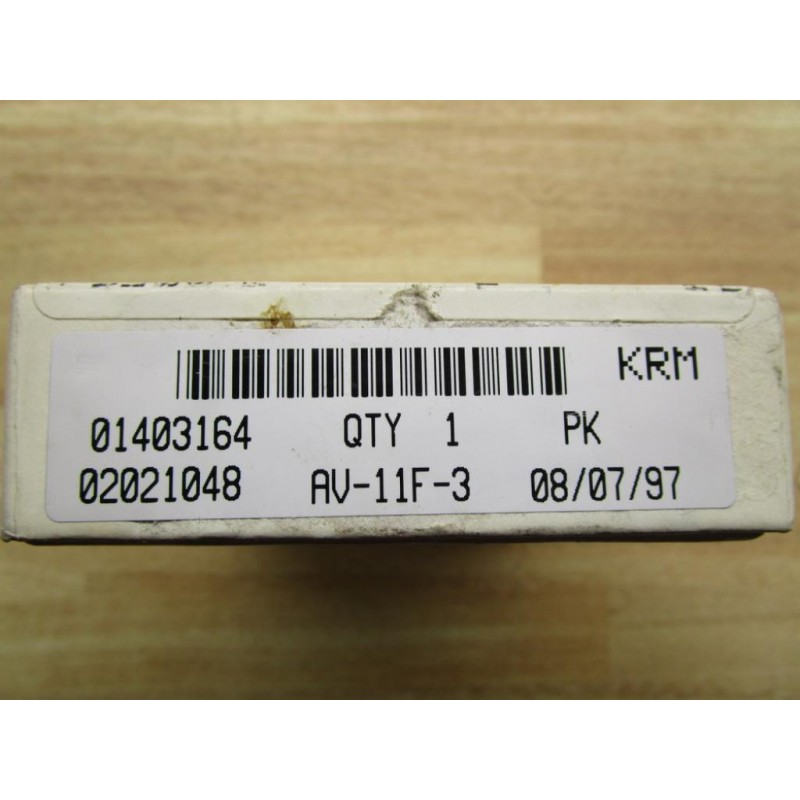 KRM
01403164 QTY 1 PK
02021048 AV-11F-3 08/07/97